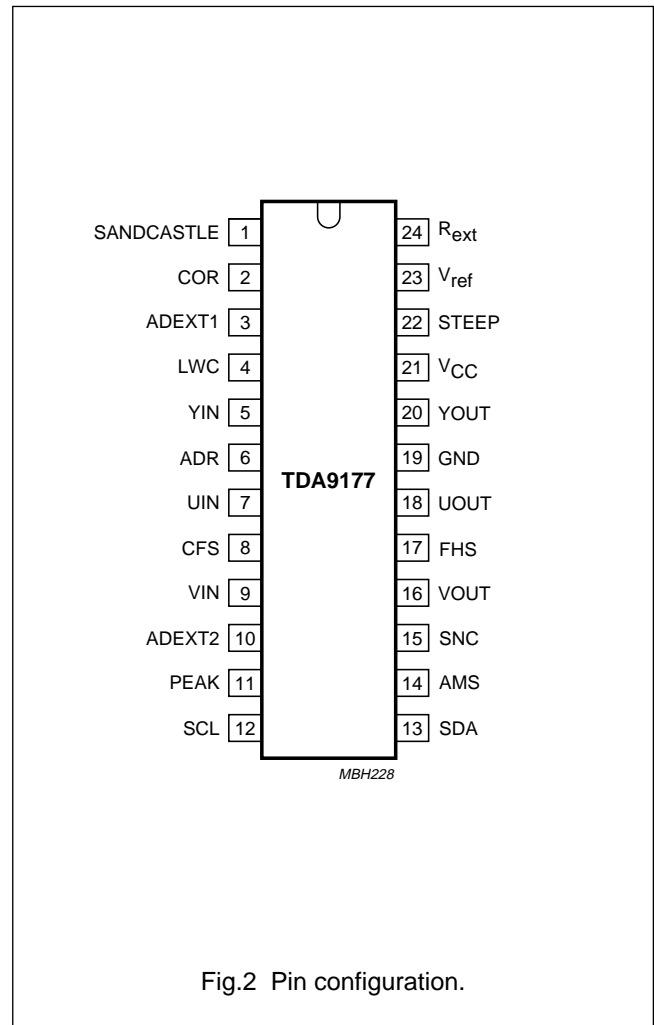 SANDCASTLE 1
COR 2
ADEXT1 3
LWC 4
YIN 5
ADR 6
UIN 7
CFS 8
VIN 9
ADEXT2 10
PEAK 11
SCL 12
TDA9177
24 Rext
23 Vref
22 STEEP
21 VCC
20 YOUT
19 GND
18 UOUT
17 FHS
16 VOUT
15 SNC
14 AMS
13 SDA
MBH228
Fig.2 Pin configuration.